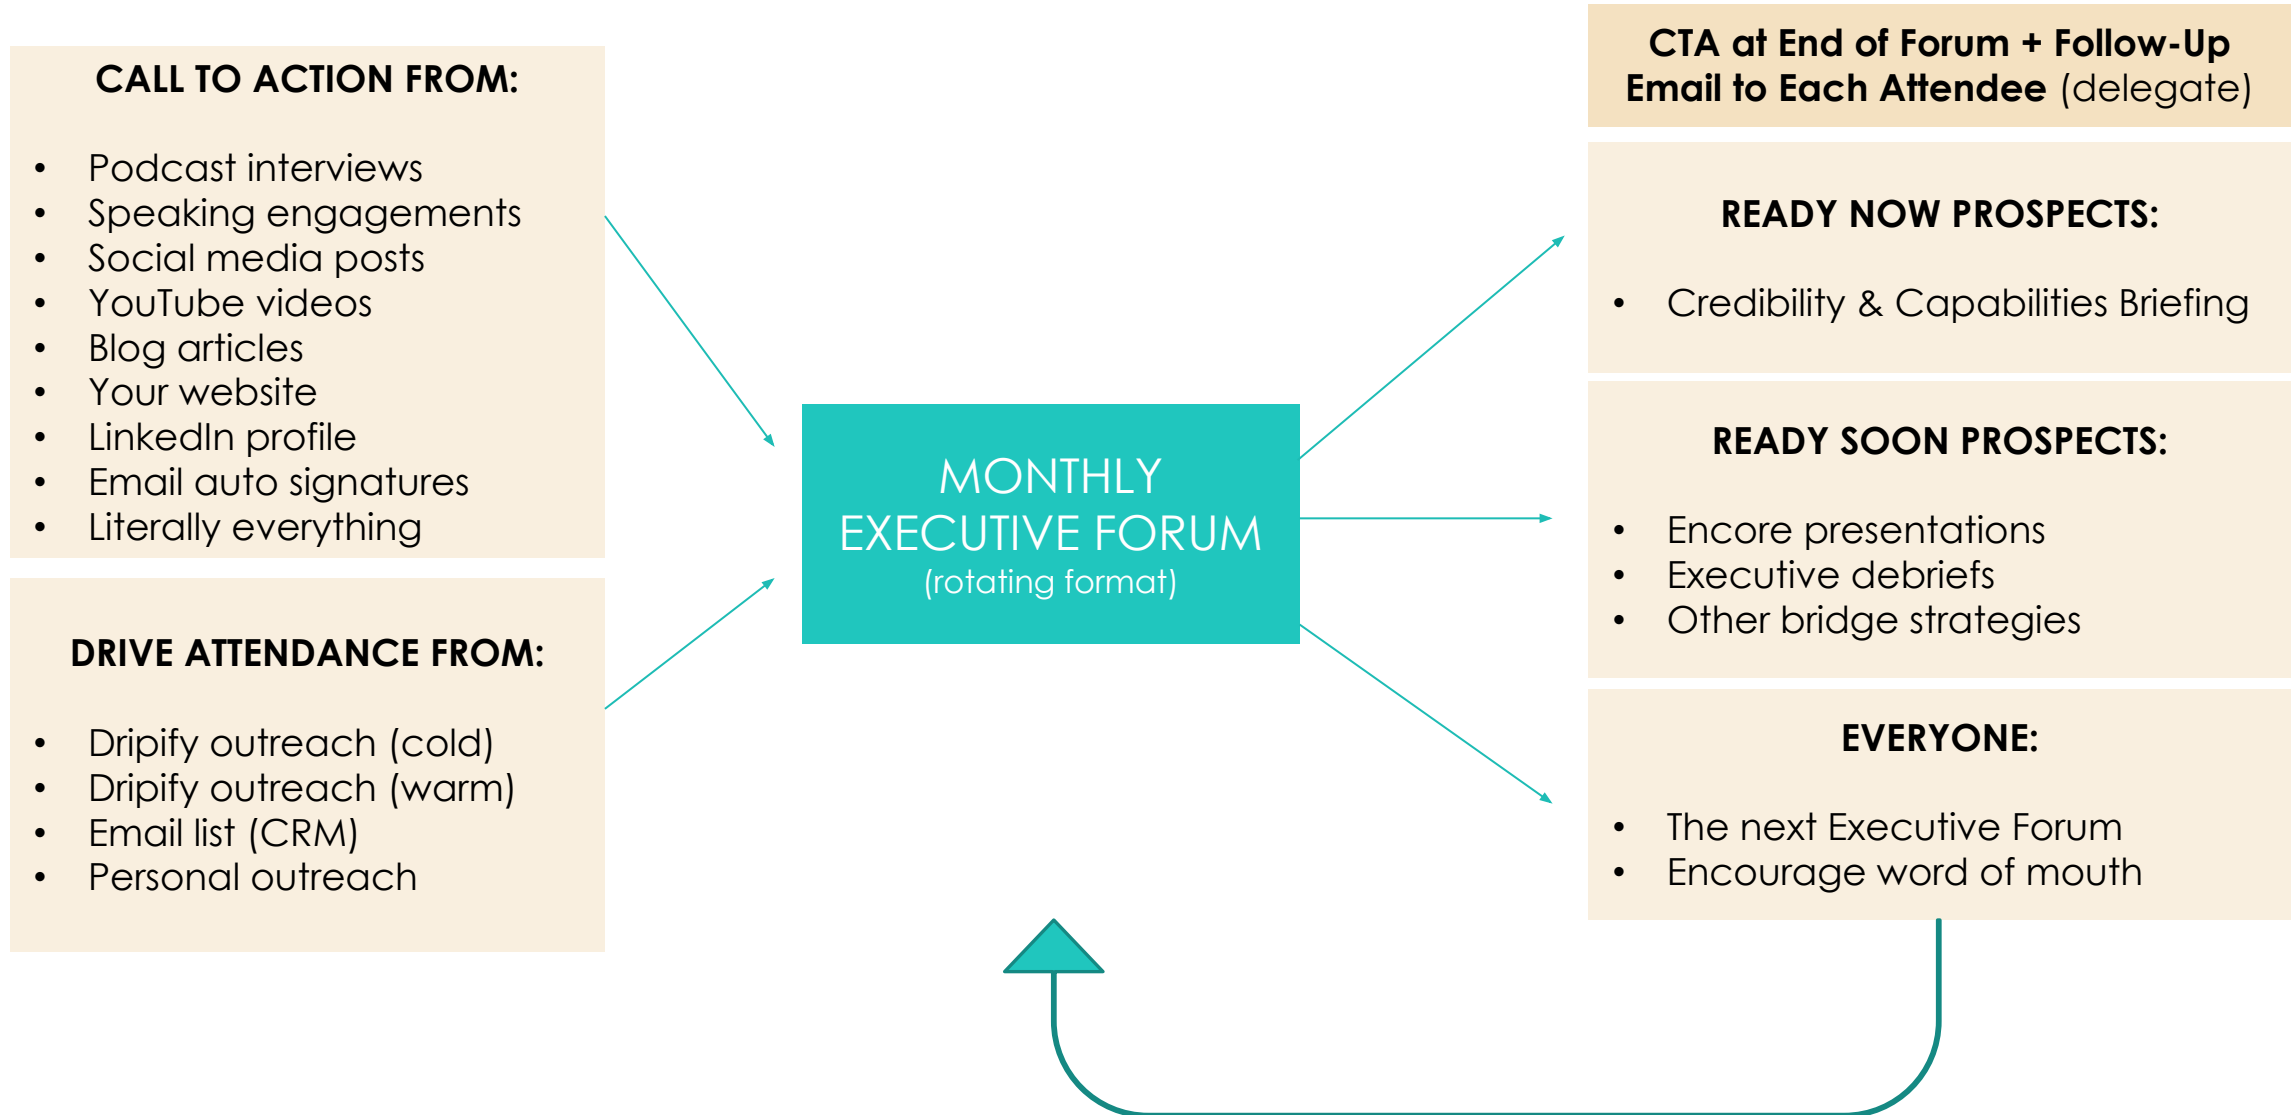 CALL TO ACTION FROM:
• Podcast interviews
• Speaking engagements
• Social media posts
• YouTube videos
• Blog articles
• Your website
• LinkedIn profile
• Email auto signatures
• Literally everything
DRIVE ATTENDANCE FROM:
• Dripify outreach (cold)
• Dripify outreach (warm)
• Email list (CRM)
• Personal outreach
MONTHLY
EXECUTIVE FORUM
(rotating format)
CTA at End of Forum + Follow-Up
Email to Each Attendee (delegate)
READY NOW PROSPECTS:
• Credibility & Capabilities Briefing
READY SOON PROSPECTS:
• Encore presentations
• Executive debriefs
• Other bridge strategies
EVERYONE:
• The next Executive Forum
• Encourage word of mouth